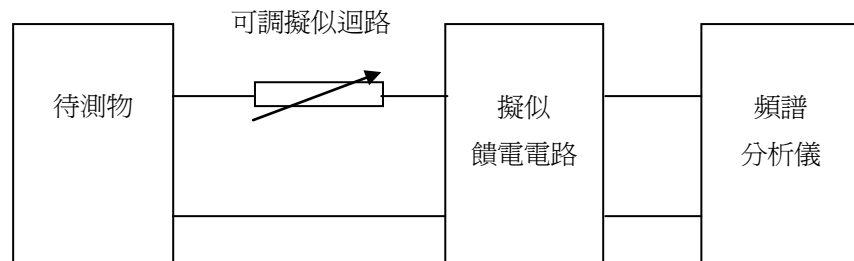 可調擬似迴路
待測物
擬似
饋電電路
頻譜
分析儀